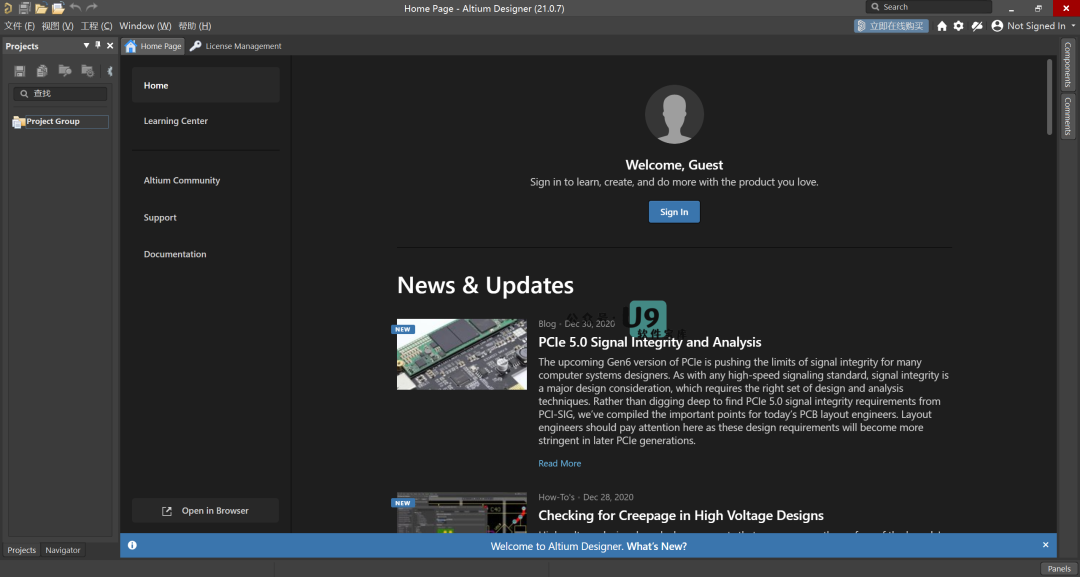 Home Page - Altium Designer (21.0.7)
Search
文件 (F) 视图 (V) 工程 (C) Window (W) 帮助 (H)
立即在线购买
Not Signed In
Projects
Home Page
License Management
查找
Project Group
Home
Learning Center
Altium Community
Support
Documentation
Open in Browser
Welcome, Guest
Sign in to learn, create, and do more with the product you love.
Sign In
News & Updates
公众号:
U9
软件宝库
NEW
Blog - Dec 30, 2020
PCIe 5.0 Signal Integrity and Analysis
The upcoming Gen6 version of PCIe is pushing the limits of signal integrity for many
computer systems designers. As with any high-speed signaling standard, signal integrity is
a major design consideration, which requires the right set of design and analysis
techniques. Rather than digging deep to find PCIe 5.0 signal integrity requirements from
PCI-SIG, we've compiled the important points for today's PCB layout engineers. Layout
engineers should pay attention here as these design requirements will become more
stringent in later PCIe generations.
Read More
NEW
How-To's - Dec 28, 2020
Checking for Creepage in High Voltage Designs
Components
Comments
Projects
Navigator
Welcome to Altium Designer. What's New?
Panels